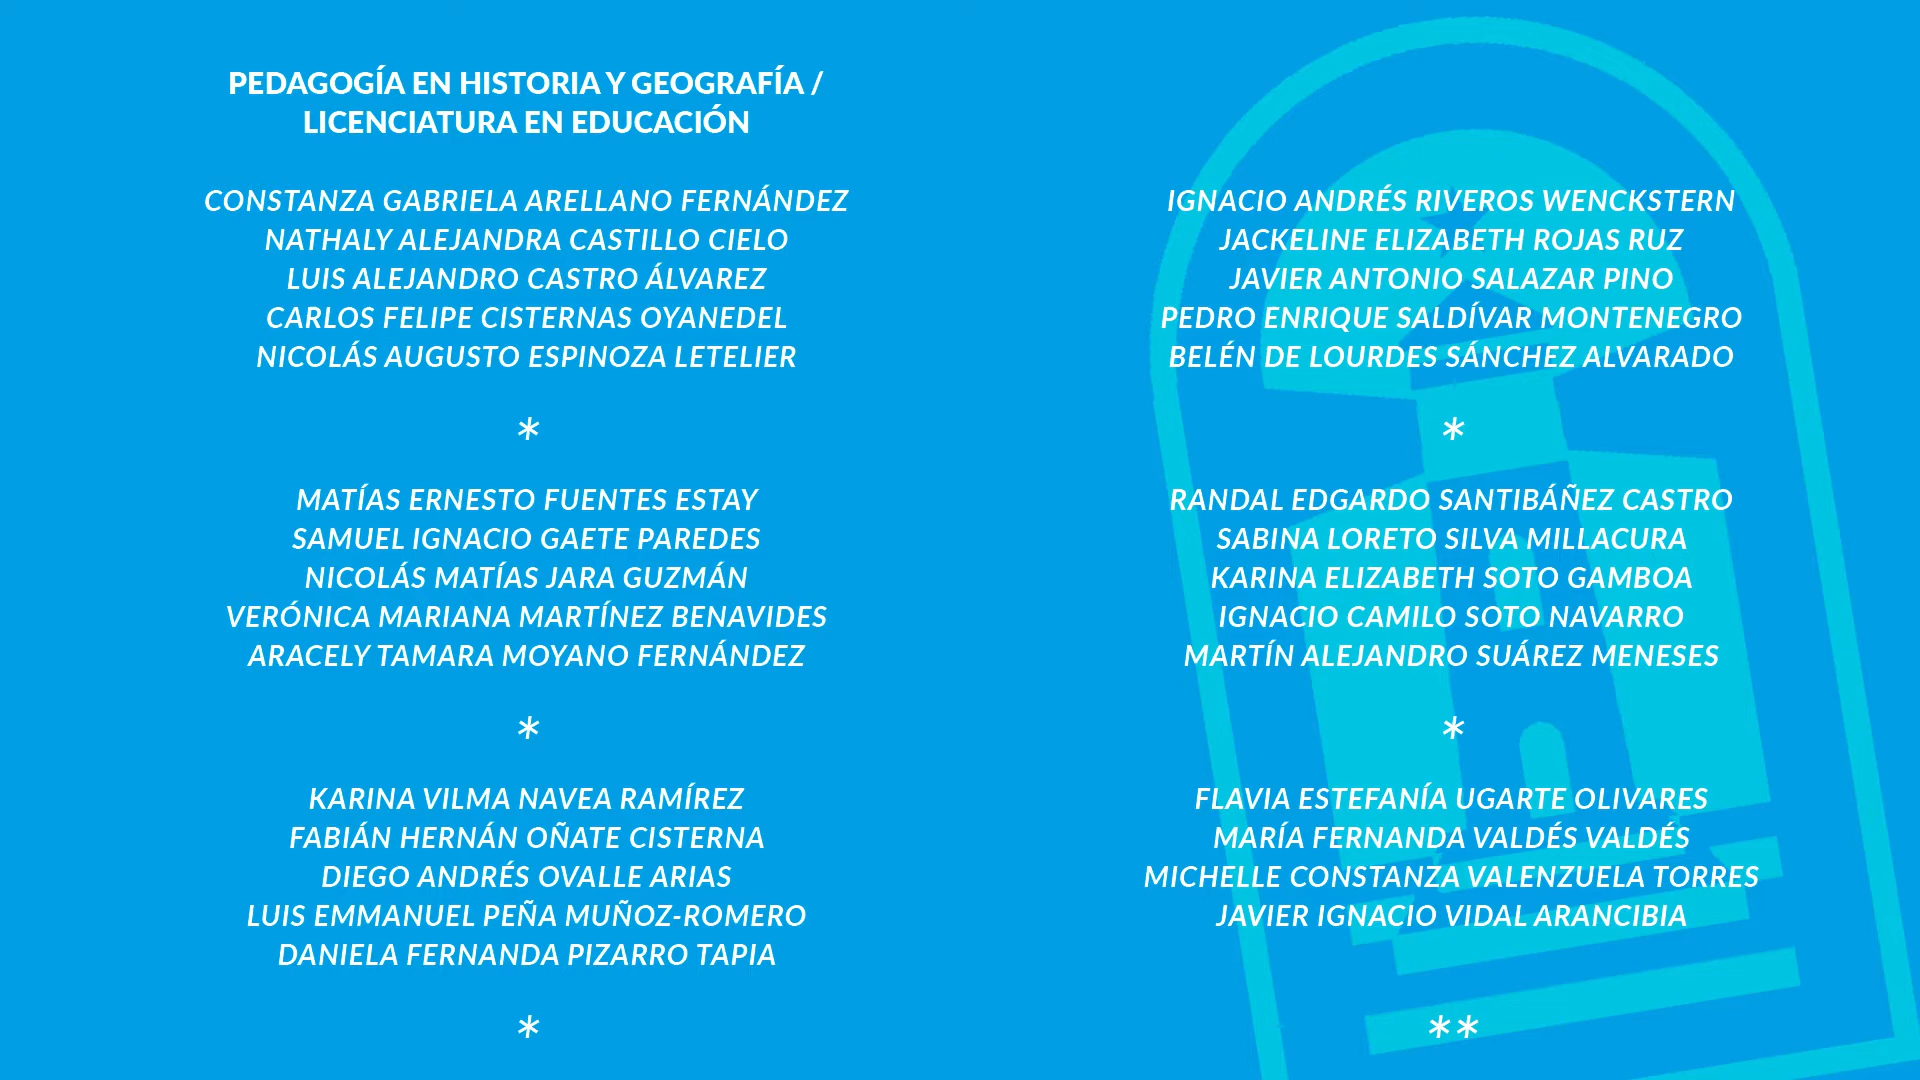 PEDAGOGÍA EN HISTORIA Y GEOGRAFÍA /
LICENCIATURA EN EDUCACIÓN
CONSTANZA GABRIELA ARELLANO FERNÁNDEZ
NATHALY ALEJANDRA CASTILLO CIELO
LUIS ALEJANDRO CASTRO ÁLVAREZ
CARLOS FELIPE CISTERNAS OYANEDEL
NICOLÁS AUGUSTO ESPINOZA LETELIER
*
MATÍAS ERNESTO FUENTES ESTAY
SAMUEL IGNACIO GAETE PAREDES
NICOLÁS MATÍAS JARA GUZMÁN
VERÓNICA MARIANA MARTÍNEZ BENAVIDES
ARACELY TAMARA MOYANO FERNÁNDEZ
*
KARINA VILMA NAVEA RAMÍREZ
FABIÁN HERNÁN OÑATE CISTERNA
DIEGO ANDRÉS OVALLE ARIAS
LUIS EMMANUEL PEÑA MUÑOZ-ROMERO
DANIELA FERNANDA PIZARRO TAPIA
*
IGNACIO ANDRÉS RIVEROS WENCKSTERN
JACKELINE ELIZABETH ROJAS RUZ
JAVIER ANTONIO SALAZAR PINO
PEDRO ENRIQUE SALDÍVAR MONTENEGRO
BELÉN DE LOURDES SÁNCHEZ ALVARADO
*
RANDAL EDGARDO SANTIBÁÑEZ CASTRO
SABINA LORETO SILVA MILLACURA
KARINA ELIZABETH SOTO GAMBOA
IGNACIO CAMILO SOTO NAVARRO
MARTÍN ALEJANDRO SUÁREZ MENESES
*
FLAVIA ESTEFANÍA UGARTE OLIVARES
MARÍA FERNANDA VALDÉS VALDÉS
MICHELLE CONSTANZA VALENZUELA TORRES
JAVIER IGNACIO VIDAL ARANCIBIA
**